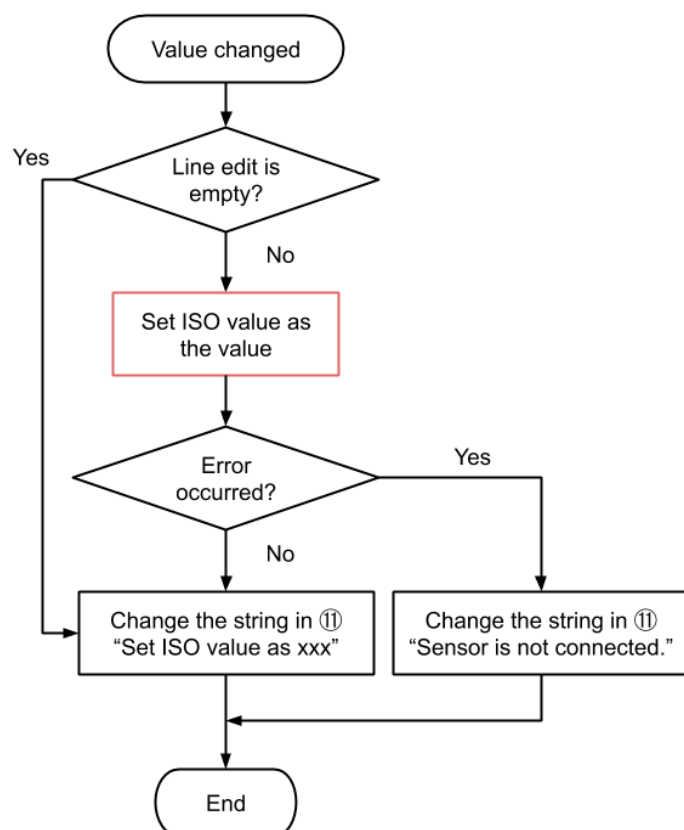 Value changed
Yes
Line edit is
empty?
No
Set ISO value as
the value
Error
occurred?
Yes
No
Change the string in ⑪
“Set ISO value as xxx”
Change the string in ⑪
“Sensor is not connected.”
End